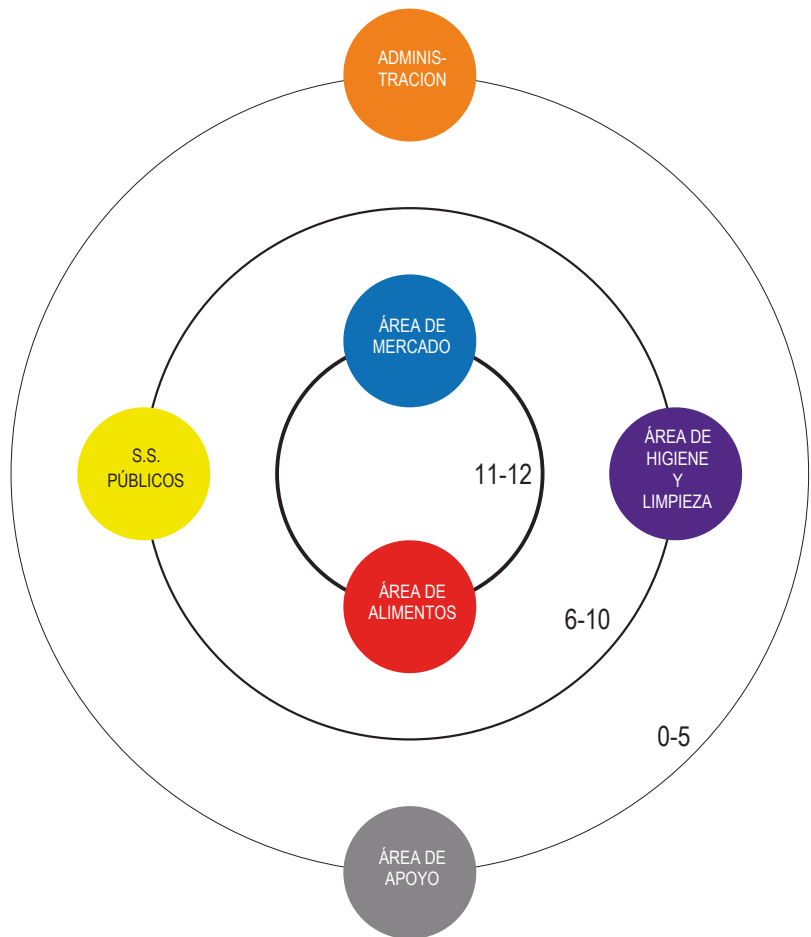 ADMINIS-
TRACION
ÁREA DE
MERCADO
S.S.
PÚBLICOS
11-12
ÁREA DE
HIGIENE
Y
LIMPIEZA
ÁREA DE
ALIMENTOS
6-10
0-5
ÁREA DE
APOYO